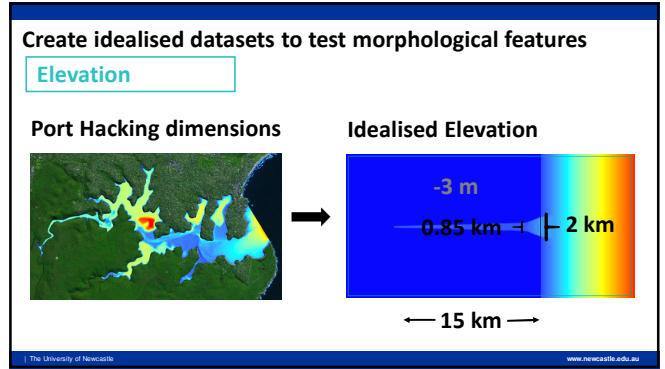 Create idealised datasets to test morphological features
Elevation
Port Hacking dimensions
Idealised Elevation
-3 m
0.85 km
2 km
15 km
| The University of Newcastle
www.newcastle.edu.au